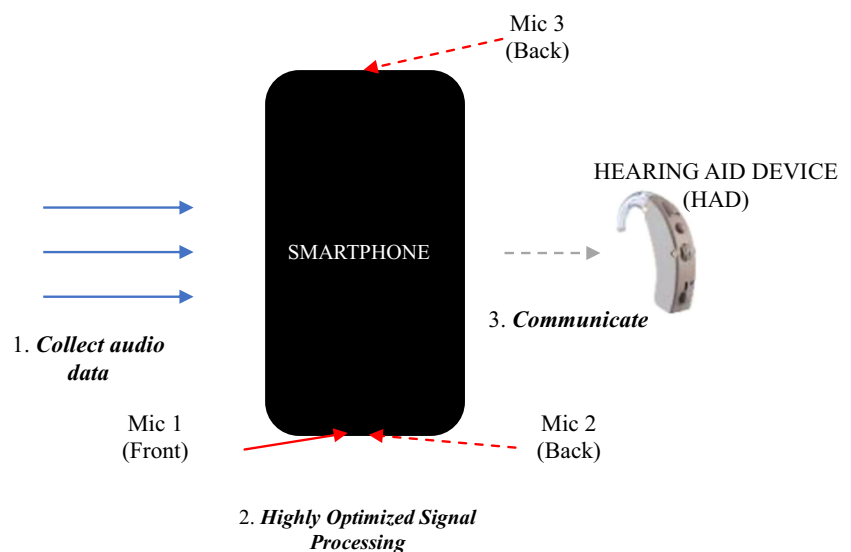 Mic 3
(Back)
HEARING AID DEVICE
(HAD)
SMARTPHONE
3. Communicate
1. Collect audio
data
Mic 1
(Front)
Mic 2
(Back)
2. Highly Optimized Signal
Processing